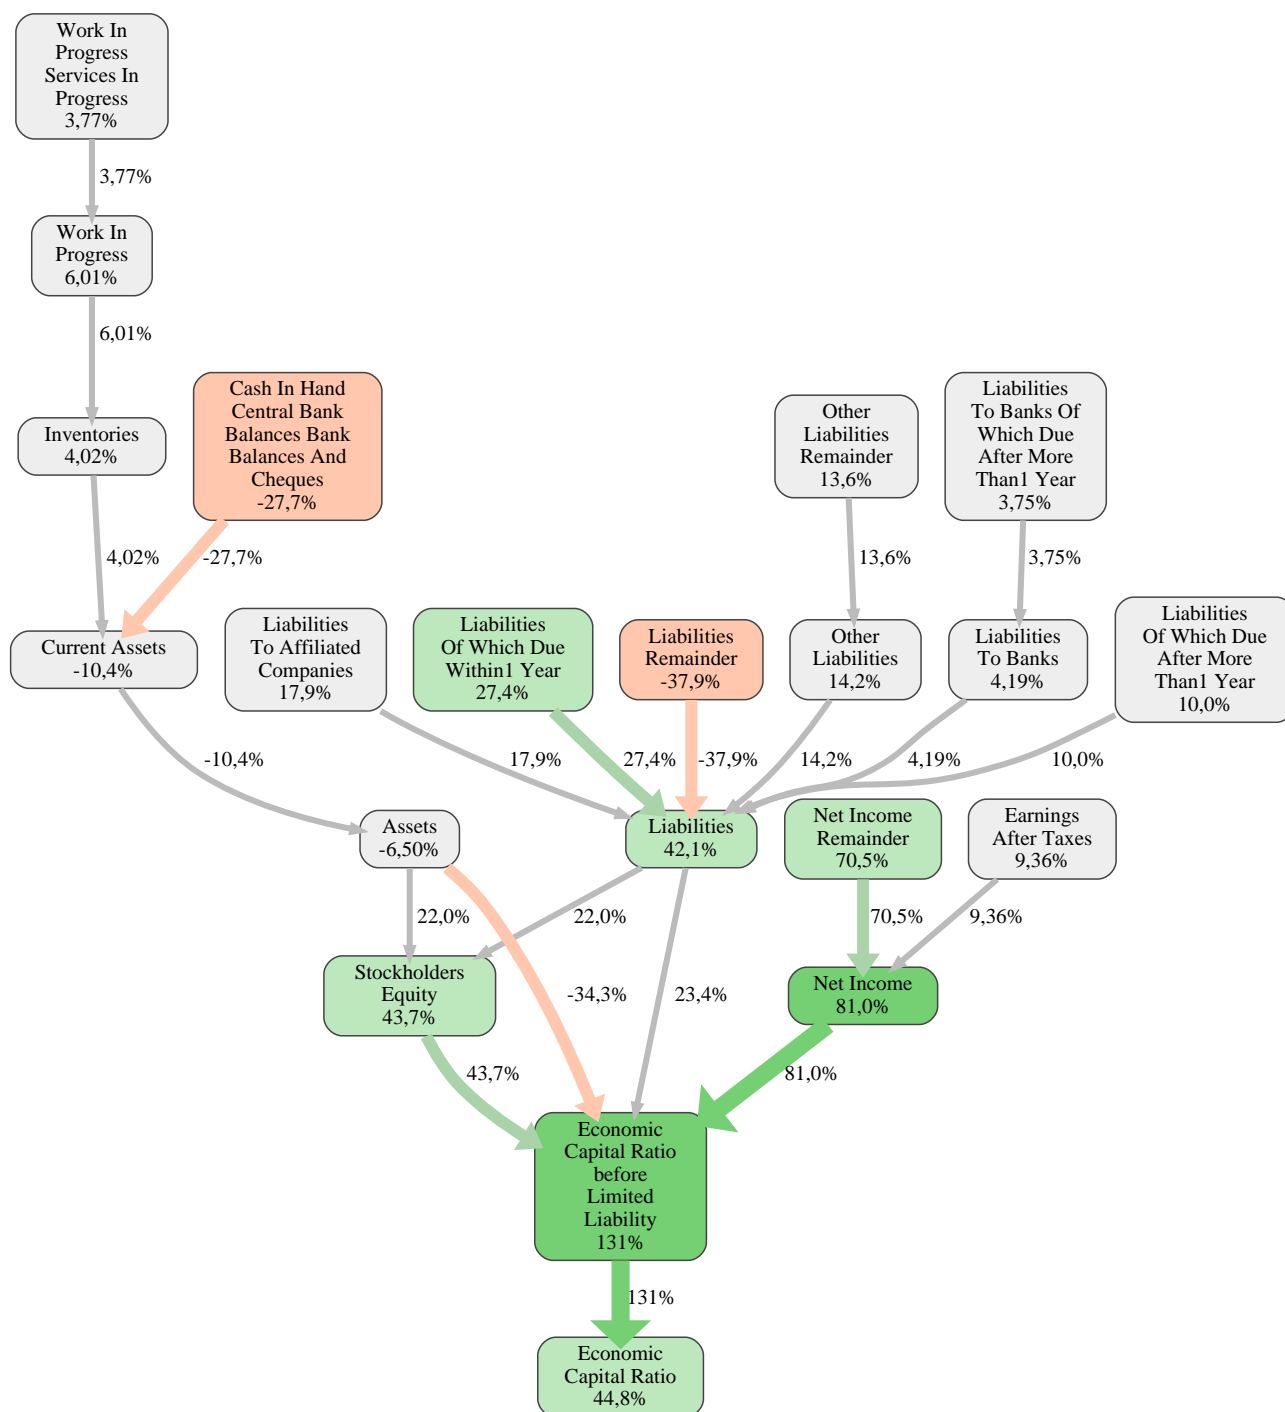 Work In
Progress
Services In
Progress
3,77%
3,77%
Work In
Progress
6,01%
6,01%
Cash In Hand
Central Bank
Balances Bank
Balances And
Cheques
-27,7%
Liabilities
To Banks Of
Which Due
After More
Than1 Year
3,75%
Other
Liabilities
Remainder
13,6%
Inventories
4,02%
4,02%
-27,7%
13,6%
3,75%
Current Assets
-10,4%
Liabilities
To Affiliated
Companies
17,9%
Liabilities
Of Which Due
Within1 Year
27,4%
Liabilities
Remainder
-37,9%
Other
Liabilities
14,2%
Liabilities
To Banks
4,19%
Liabilities
Of Which Due
After More
Than1 Year
10,0%
-10,4%
17,9%
27,4%
-37,9%
14,2%
4,19%
10,0%
Assets
-6,50%
Liabilities
42,1%
Net Income
Remainder
70,5%
Earnings
After Taxes
9,36%
22,0%
22,0%
70,5%
9,36%
Stockholders
Equity
43,7%
-34,3%
23,4%
Net Income
81,0%
43,7%
81,0%
Economic
Capital Ratio
before
Limited
Liability
131%
131%
Economic
Capital Ratio
44,8%